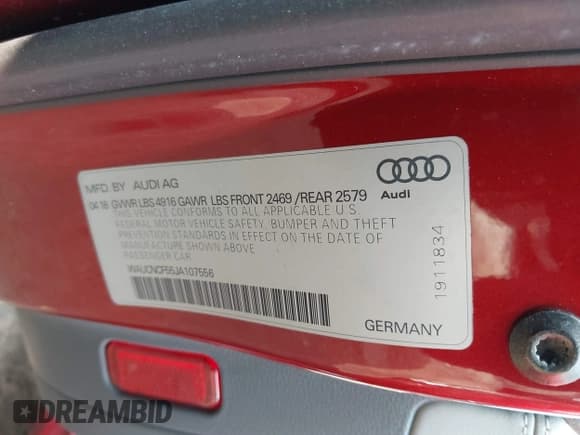 MFD. BY AUDI AG
04 18 GVWR LBS 4916 GAWR LBS FRONT 2469 /REAR 2579
THIS VEHICLE CONFORMS TO ALL APPLICABLE U S
FEDERAL MOTOR VEHICLE SAFETY, BUMPER AND THEFT
PREVENTION STANDARDS IN EFFECT ON THE DATE OF
MANUFACTURE SHOWN ABOVE
PASSENGER CAR
WAUCNCF55JA107556
Audi
1911834
GERMANY
DREAMBID